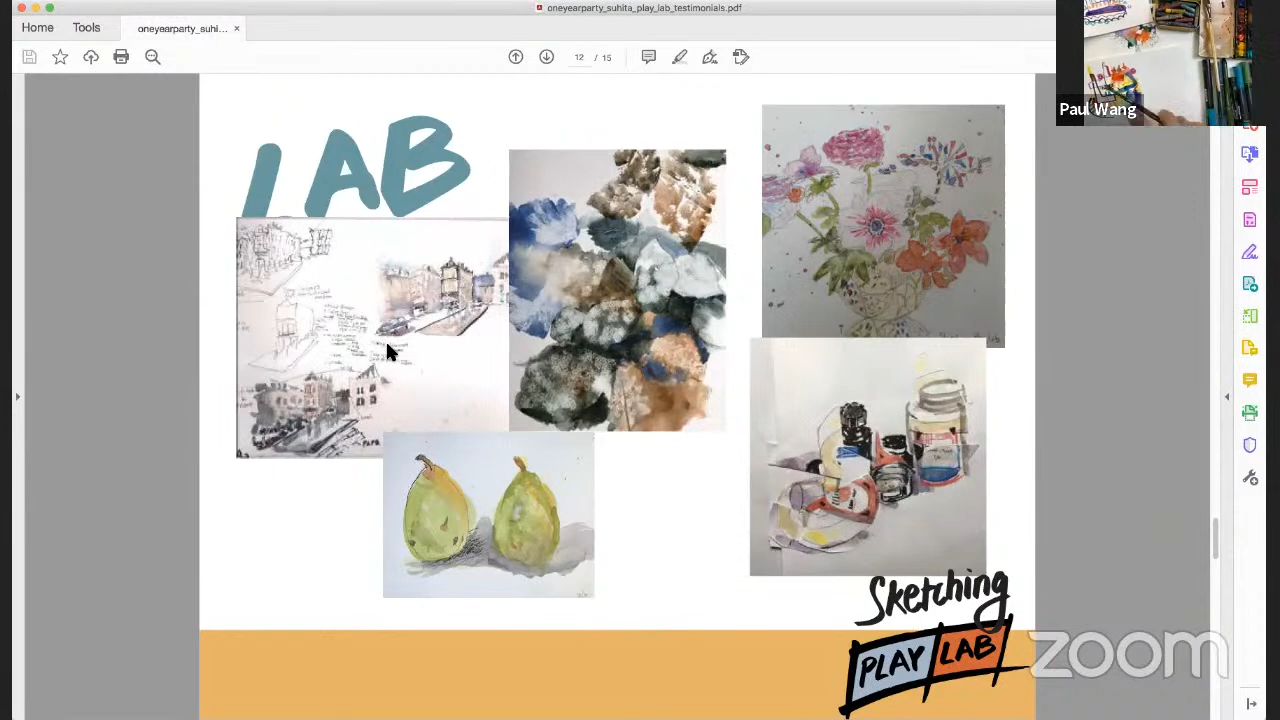 oneyearparty_suhita_play_lab_testimonials.pdf
Home
Tools
oneyearparty_suhi...
×
12 / 15
Paul Wang
LAB
Sketching
PLAY LAB
zoom